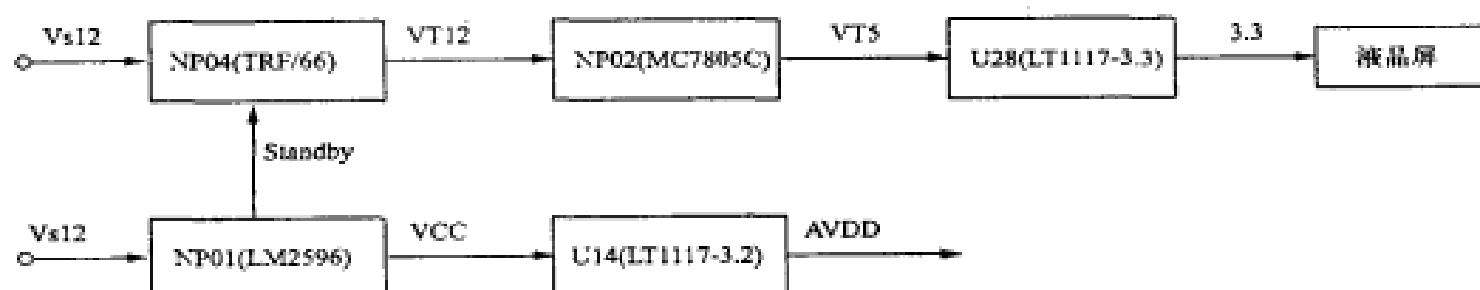 Vs12
NP04(TRF/66)
VT12
NP02(MC7805C)
VT5
U28(LT1117-3.3)
3.3
液晶屏
Standby
Vs12
NP01(LM2596)
VCC
U14(LT1117-3.2)
AVDD